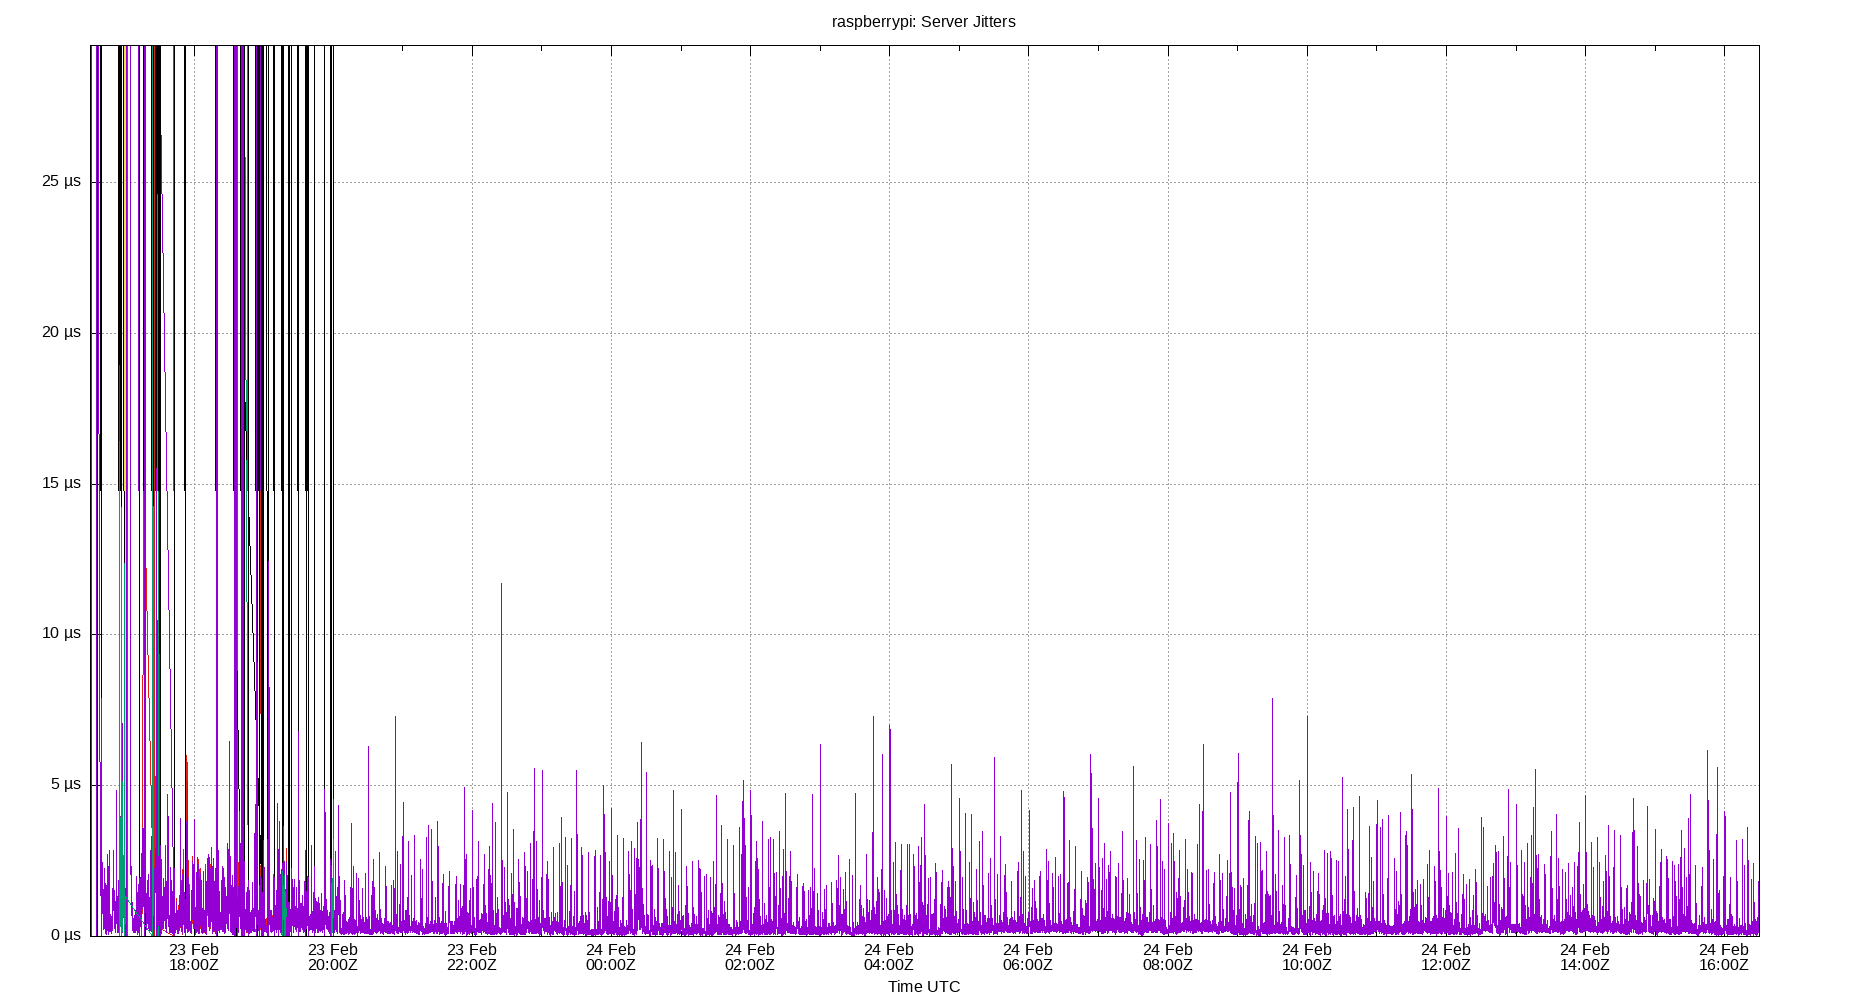 raspberrypi: Server Jitters
25 µs
20 µs
15 µs
10 µs
5 µs
0 µs
23 Feb 23 Feb 23 Feb 24 Feb 24 Feb 24 Feb 24 Feb 24 Feb 24 Feb 24 Feb 24 Feb 24 Feb
18:00Z 20:00Z 22:00Z 00:00Z 02:00Z 04:00Z 06:00Z 08:00Z 10:00Z 12:00Z 14:00Z 16:00Z
Time UTC